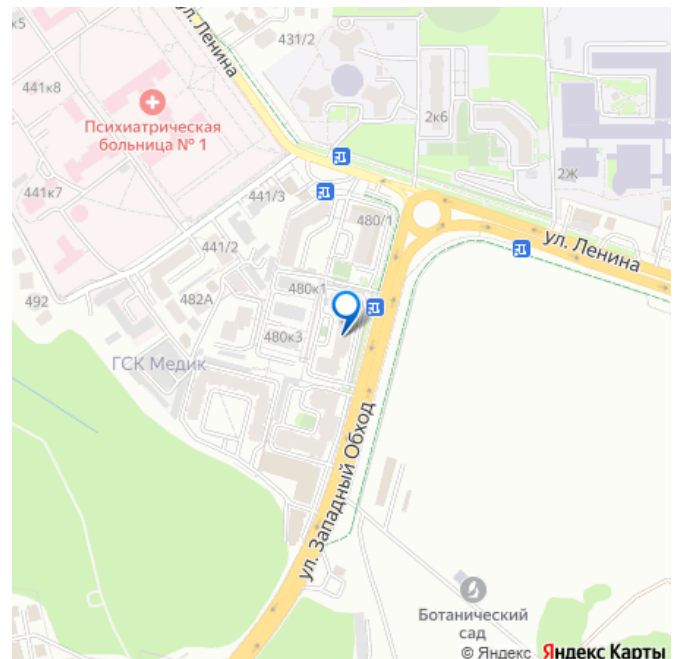 к5
ул. Ленина
431/2
441к8
Психиатрическая
больница № 1
2к6
441к7
441/3
2Ж
480/1
441/2
ул. Ленина
492
482А
480к1
480к3
ГСК Медик
ул. Западный Обход
Ботанический
сад
© Яндекс Яндекс Карты